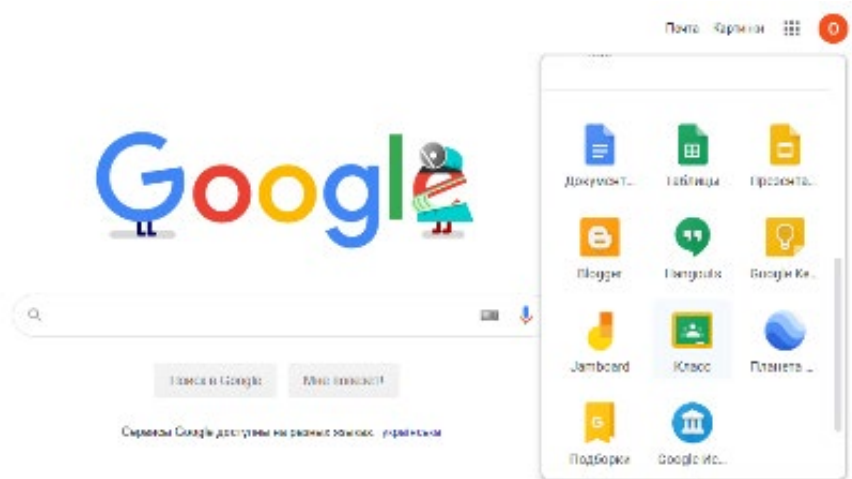 Почта Картинки
O
Google
Документ... Таблицы Презента...
Blogger Hangouts Google Ke...
Jamboard Класс Планета ...
Поиск в Google Мне повезёт!
Сервисы Google доступны на разных языках: українська
Подборки Google Ис...